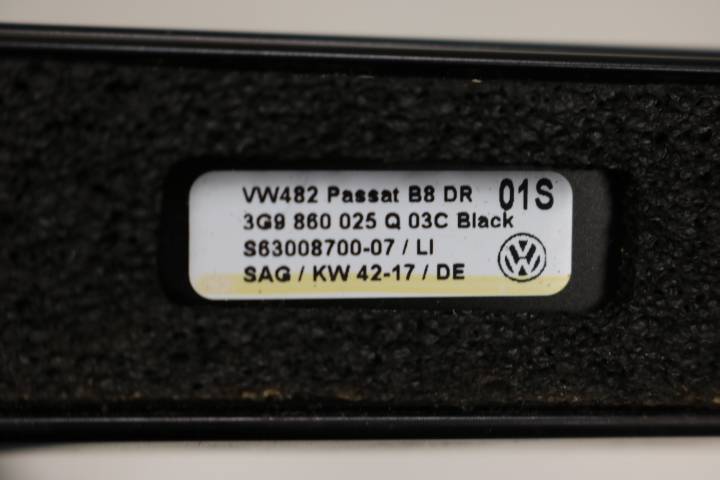 VW482 Passat B8 DR 01S
3G9 860 025 Q 03C Black
S63008700-07 / LI
SAG / KW 42-17 / DE